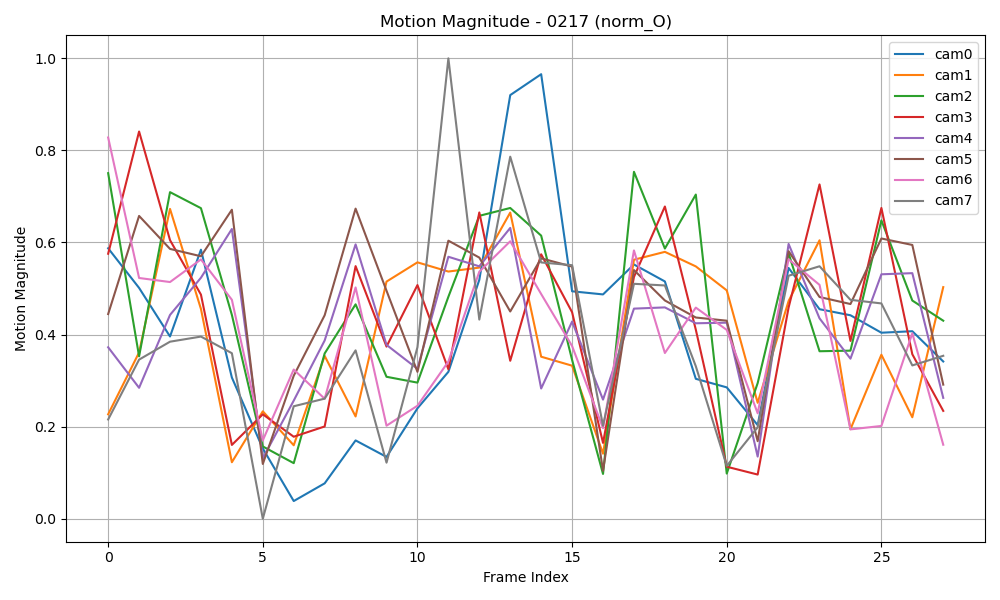 Motion Magnitude - 0217 (norm_O)
Motion Magnitude
1.0
0.8
0.6
0.4
0.2
0.0
0
5
10
15
20
25
Frame Index
cam0
cam1
cam2
cam3
cam4
cam5
cam6
cam7